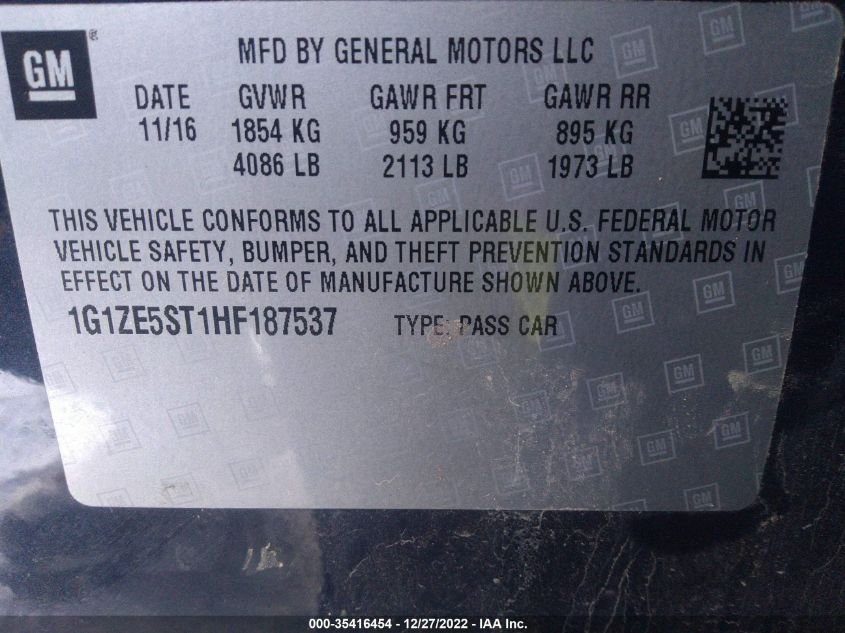 GM
MFD BY GENERAL MOTORS LLC
DATE GVWR GAWR FRT GAWR RR
11/16 1854 KG 959 KG 895 KG
4086 LB 2113 LB 1973 LB
THIS VEHICLE CONFORMS TO ALL APPLICABLE U.S. FEDERAL MOTOR
VEHICLE SAFETY, BUMPER, AND THEFT PREVENTION STANDARDS IN
EFFECT ON THE DATE OF MANUFACTURE SHOWN ABOVE.
1G1ZE5ST1HF187537 TYPE: PASS CAR
000-35416454 - 12/27/2022 - IAA Inc.